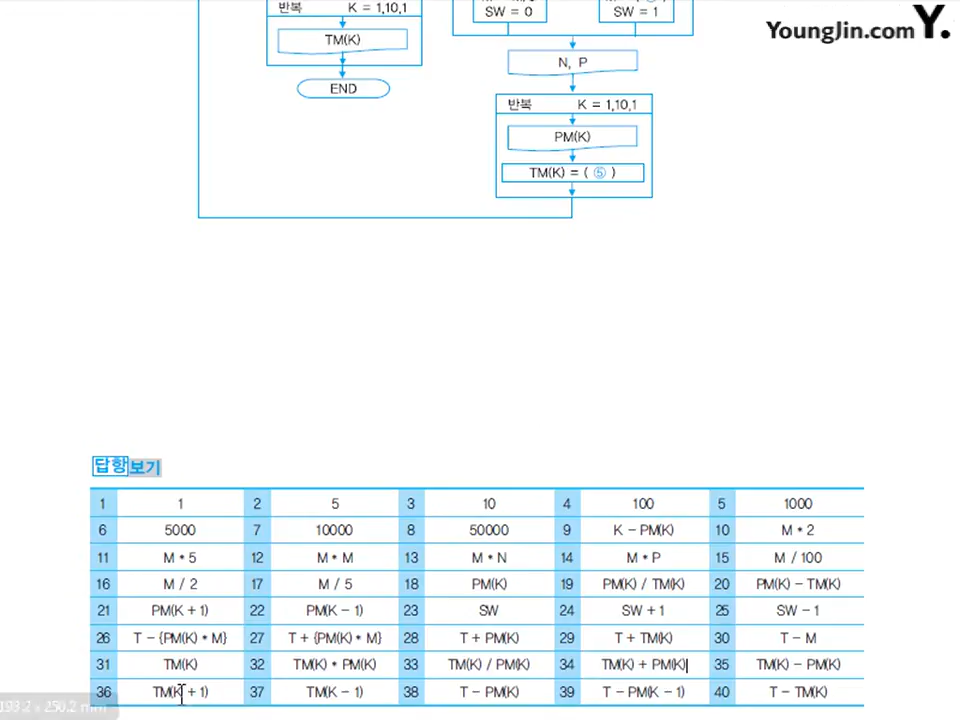 반복 K = 1,10,1
SW = 0
SW = 1
YoungJin.com Y.
TM(K)
N, P
END
반복 K = 1,10,1
PM(K)
TM(K) = ( ⑤ )
답항보기
1 1 2 5 3 10 4 100 5 1000
6 5000 7 10000 8 50000 9 K - PM(K) 10 M * 2
11 M * 5 12 M * M 13 M * N 14 M * P 15 M / 100
16 M / 2 17 M / 5 18 PM(K) 19 PM(K) / TM(K) 20 PM(K) - TM(K)
21 PM(K + 1) 22 PM(K - 1) 23 SW 24 SW + 1 25 SW - 1
26 T - {PM(K) * M} 27 T + {PM(K) * M} 28 T + PM(K) 29 T + TM(K) 30 T - M
31 TM(K) 32 TM(K) * PM(K) 33 TM(K) / PM(K) 34 TM(K) + PM(K) 35 TM(K) - PM(K)
36 TM(K + 1) 37 TM(K - 1) 38 T - PM(K) 39 T - PM(K - 1) 40 T - TM(K)